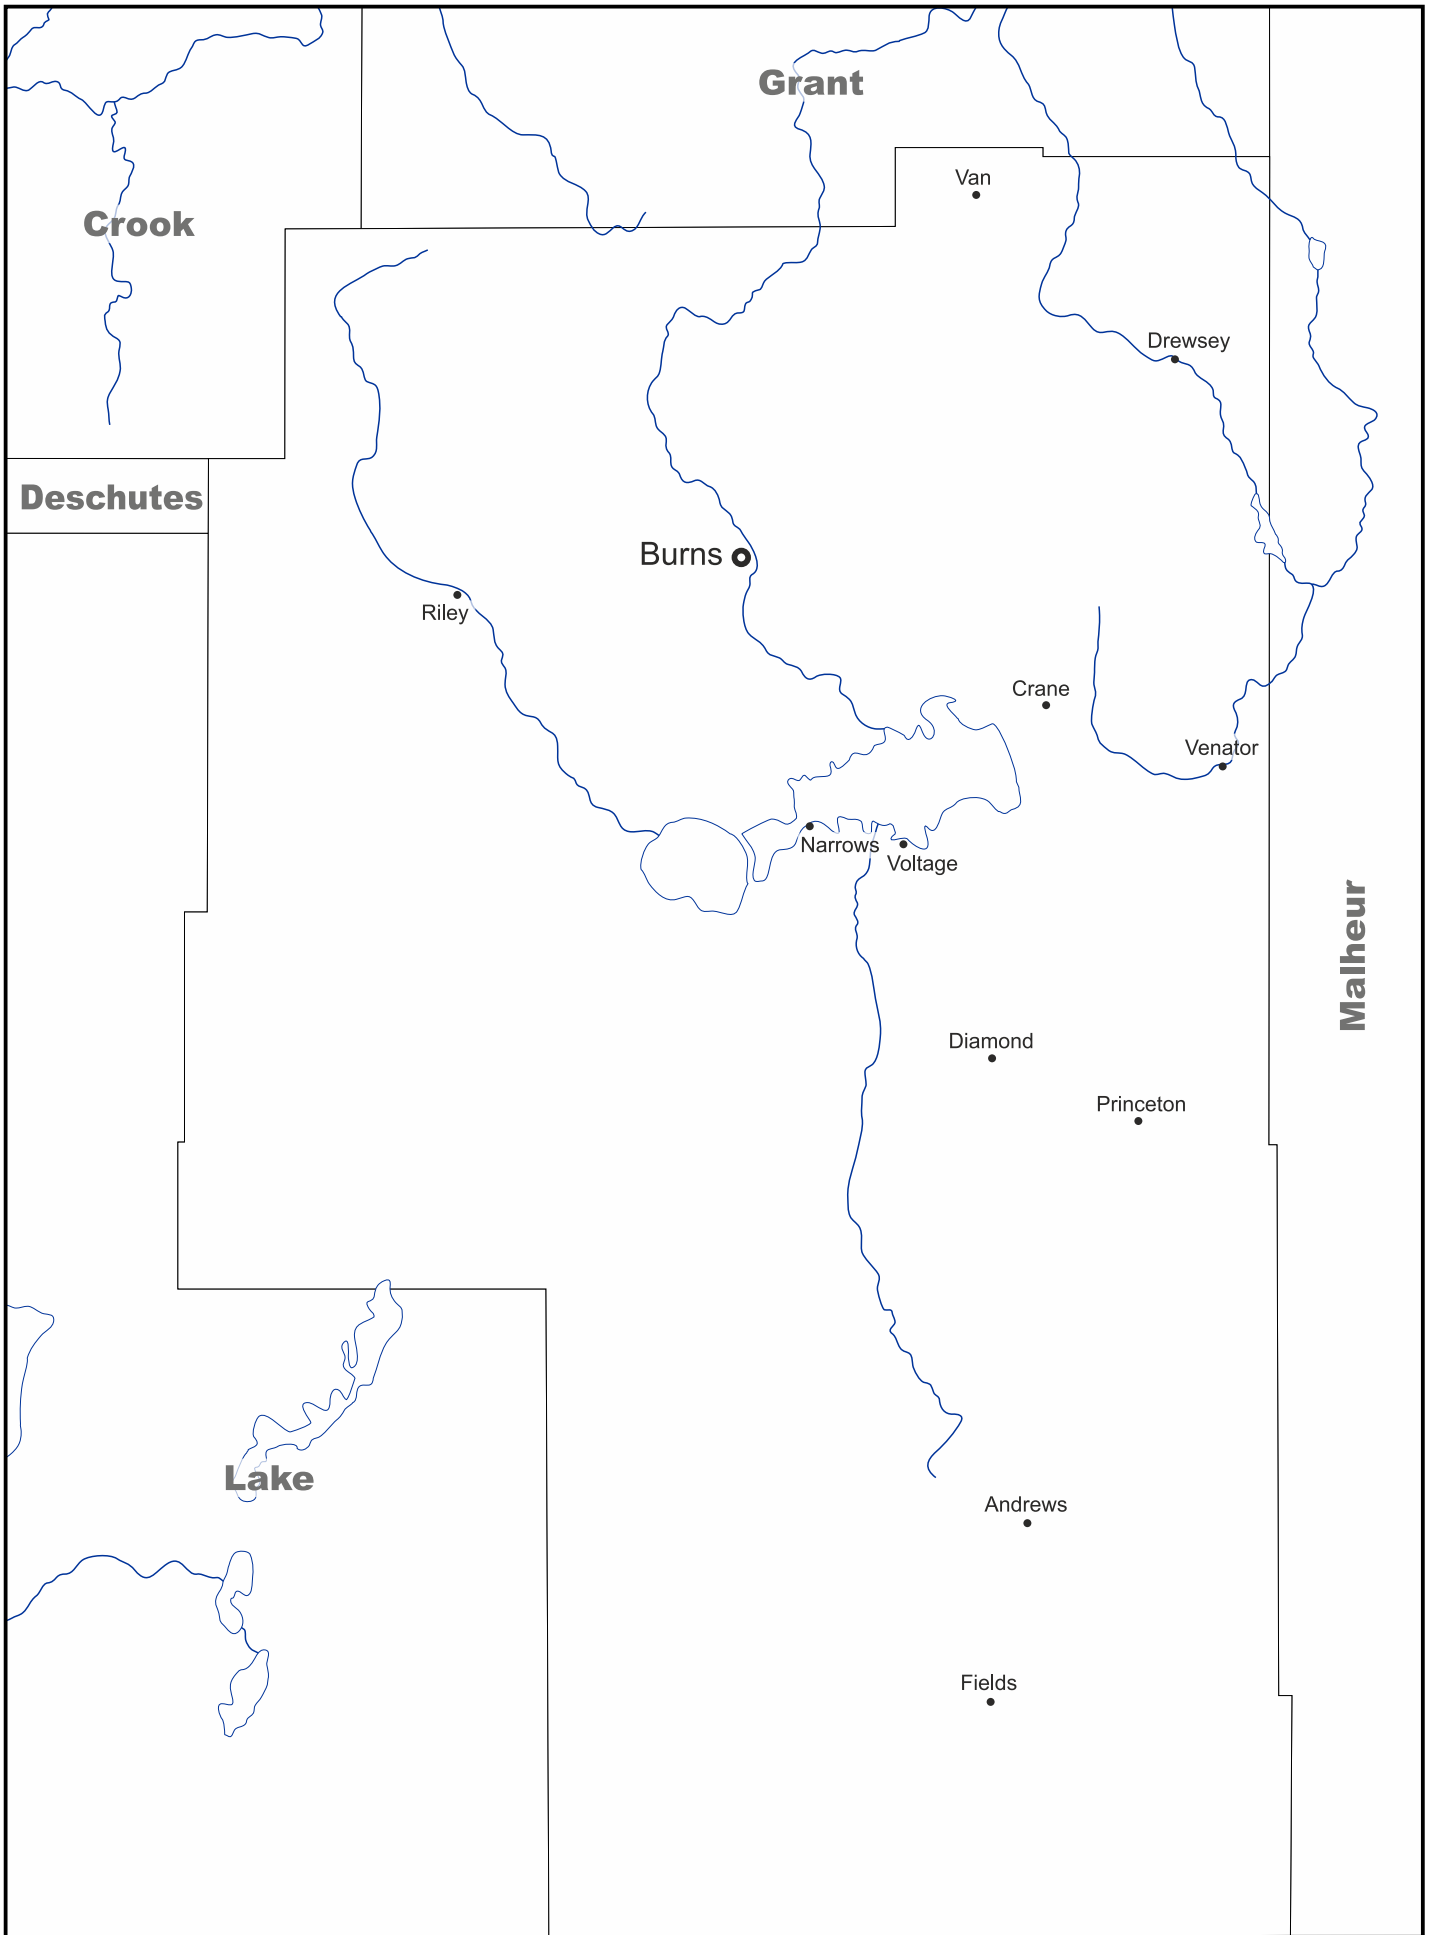 Grant
Van
Crook
Drewsey
Deschutes
Burns
Riley
Crane
Venator
Narrows
Voltage
Malheur
Diamond
Princeton
Lake
Andrews
Fields